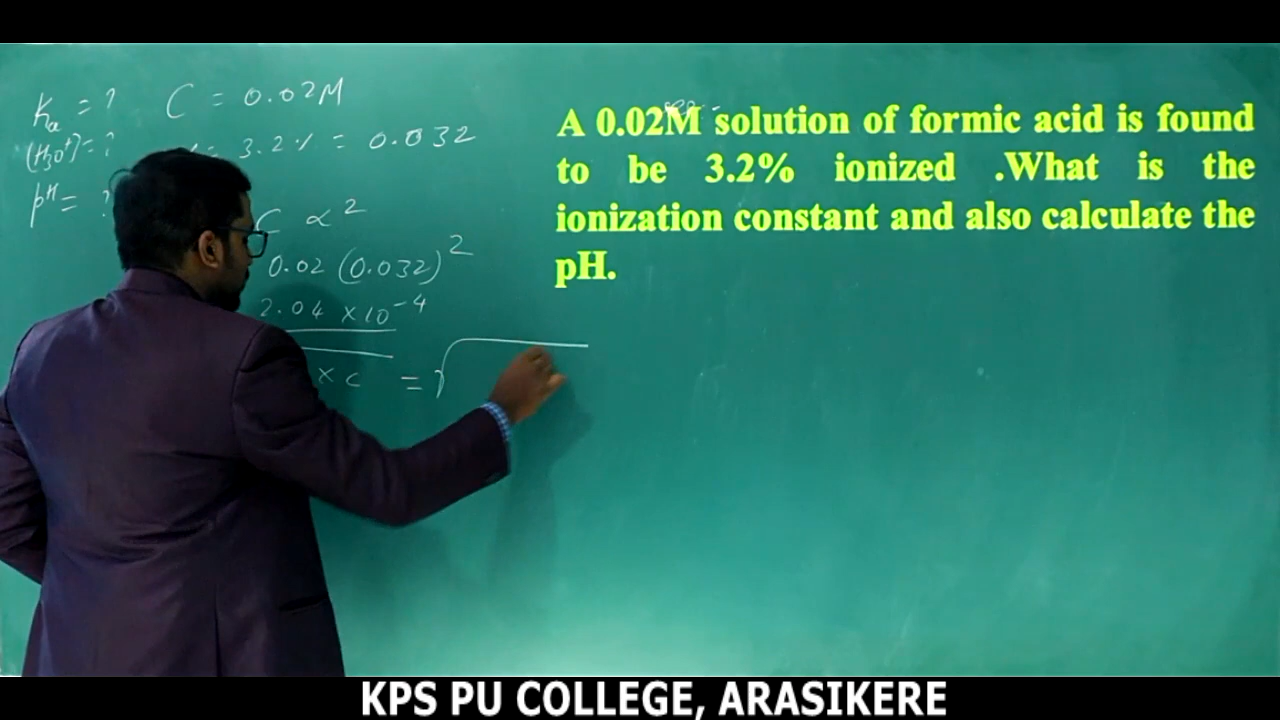 Kα = ? C = 0.02M
(H3O+) = ? = 3.2% = 0.032
pH = ?
C α²
0.02 (0.032)²
2.04 × 10⁻⁴
× C = √
A 0.02M solution of formic acid is found
to be 3.2% ionized .What is the
ionization constant and also calculate the
pH.
KPS PU COLLEGE, ARASIKERE